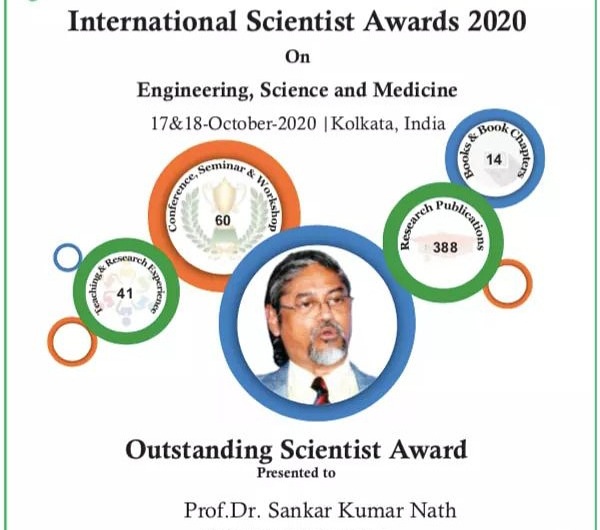 International Scientist Awards 2020
On
Engineering, Science and Medicine
17&18-October-2020 | Kolkata, India
Books & Book Chapters
14
Conference, Seminar & Workshop
60
Research Publications
388
Teaching & Research Experience
41
Outstanding Scientist Award
Presented to
Prof.Dr. Sankar Kumar Nath